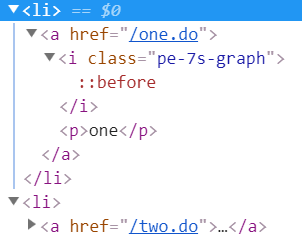 <li> == $0
<a href="/one.do">
<i class="pe-7s-graph">
::before
</i>
<p>one</p>
</a>
</li>
<li>
<a href="/two.do">…</a>